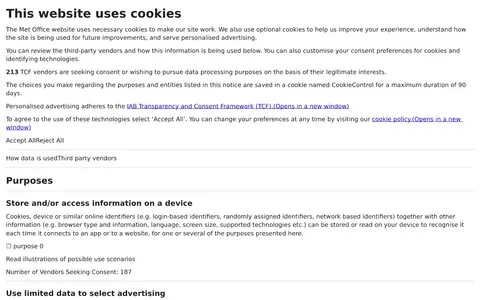 This website uses cookies
The Met Office website uses necessary cookies to make our site work. We also use optional cookies to help us improve your experience, understand how
the site is being used for future improvements, and serve personalised advertising.
You can review the third-party vendors and how this information is being used below. You can also customise your consent preferences for cookies and
identifying technologies.
213 TCF vendors are seeking consent or wishing to pursue data processing purposes on the basis of their legitimate interests.
The choices you make regarding the purposes and entities listed in this notice are saved in a cookie named CookieControl for a maximum duration of 90
days.
Personalised advertising adheres to the IAB Transparency and Consent Framework (TCF).(Opens in a new window)
To agree to the use of these technologies select ‘Accept All’. You can change your preferences at any time by visiting our cookie policy.(Opens in a new
window)
Accept AllReject All
How data is usedThird party vendors
Purposes
Store and/or access information on a device
Cookies, device or similar online identifiers (e.g. login-based identifiers, randomly assigned identifiers, network based identifiers) together with other
information (e.g. browser type and information, language, screen size, supported technologies etc.) can be stored or read on your device to recognise it
each time it connects to an app or to a website, for one or several of the purposes presented here.
☐ purpose 0
Read illustrations of possible use scenarios
Number of Vendors Seeking Consent: 187
Use limited data to select advertising